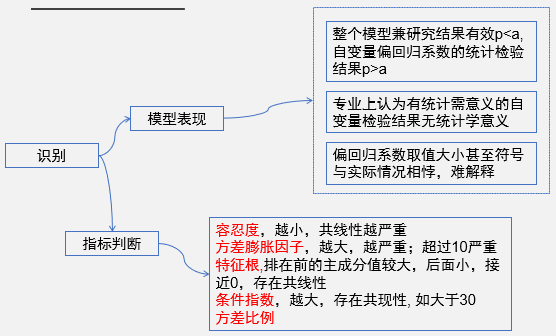 整个模型兼研究结果有效p<a,
自变量偏回归系数的统计检验
结果p>a
模型表现
专业上认为有统计需意义的自
变量检验结果无统计学意义
识别
偏回归系数取值大小甚至符号
与实际情况相悖，难解释
指标判断
容忍度，越小，共线性越严重
方差膨胀因子，越大，越严重；超过10严重
特征根,排在前的主成分值较大，后面小，接
近0，存在共线性
条件指数，越大，存在共现性, 如大于30
方差比例